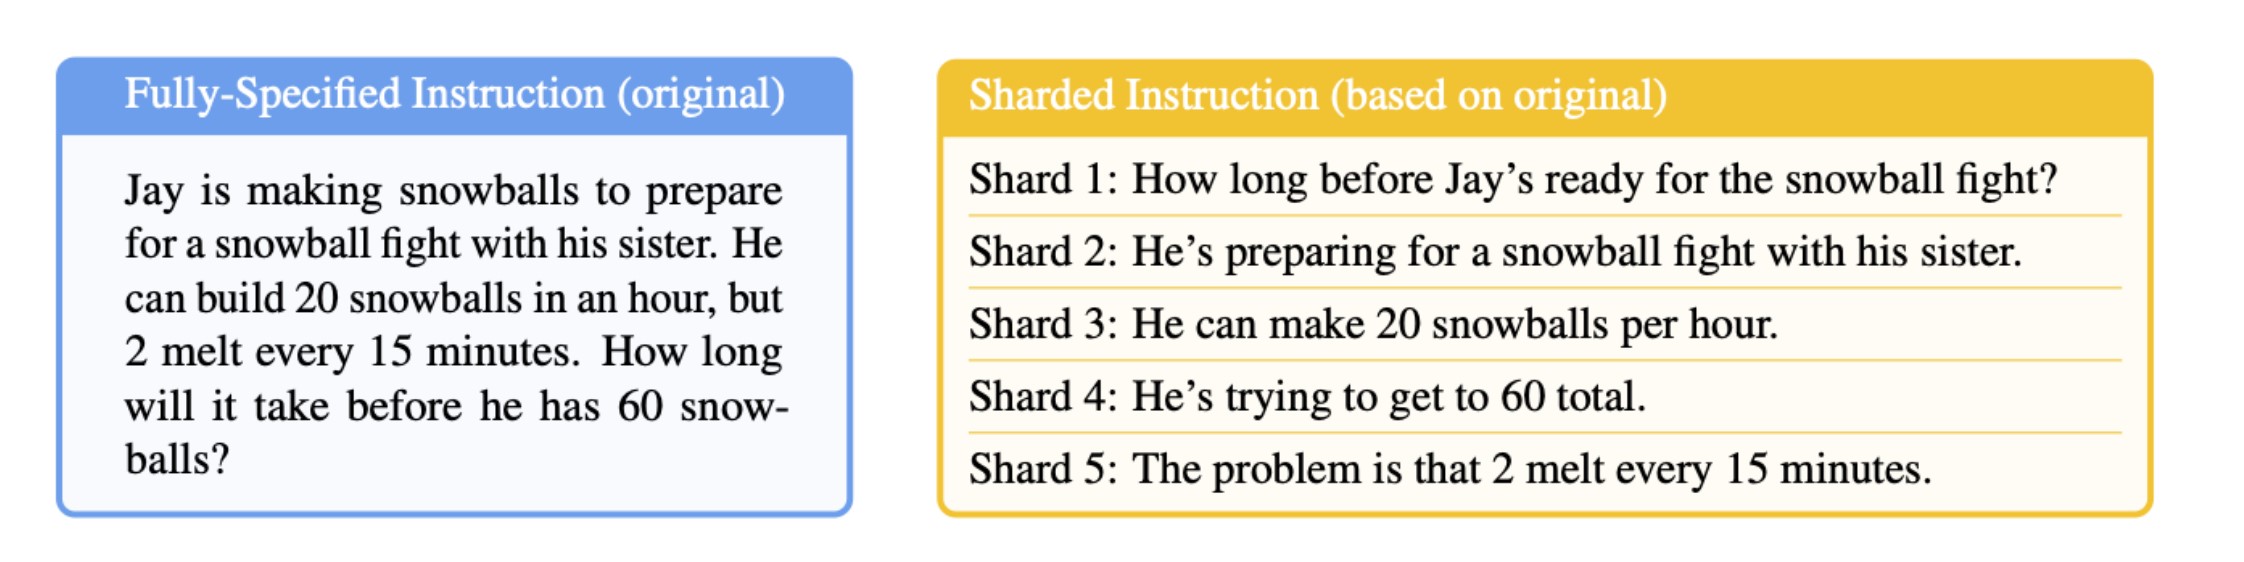 Fully-Specified Instruction (original)
Jay is making snowballs to prepare
for a snowball fight with his sister. He
can build 20 snowballs in an hour, but
2 melt every 15 minutes. How long
will it take before he has 60 snow-
balls?
Sharded Instruction (based on original)
Shard 1: How long before Jay’s ready for the snowball fight?
Shard 2: He’s preparing for a snowball fight with his sister.
Shard 3: He can make 20 snowballs per hour.
Shard 4: He’s trying to get to 60 total.
Shard 5: The problem is that 2 melt every 15 minutes.